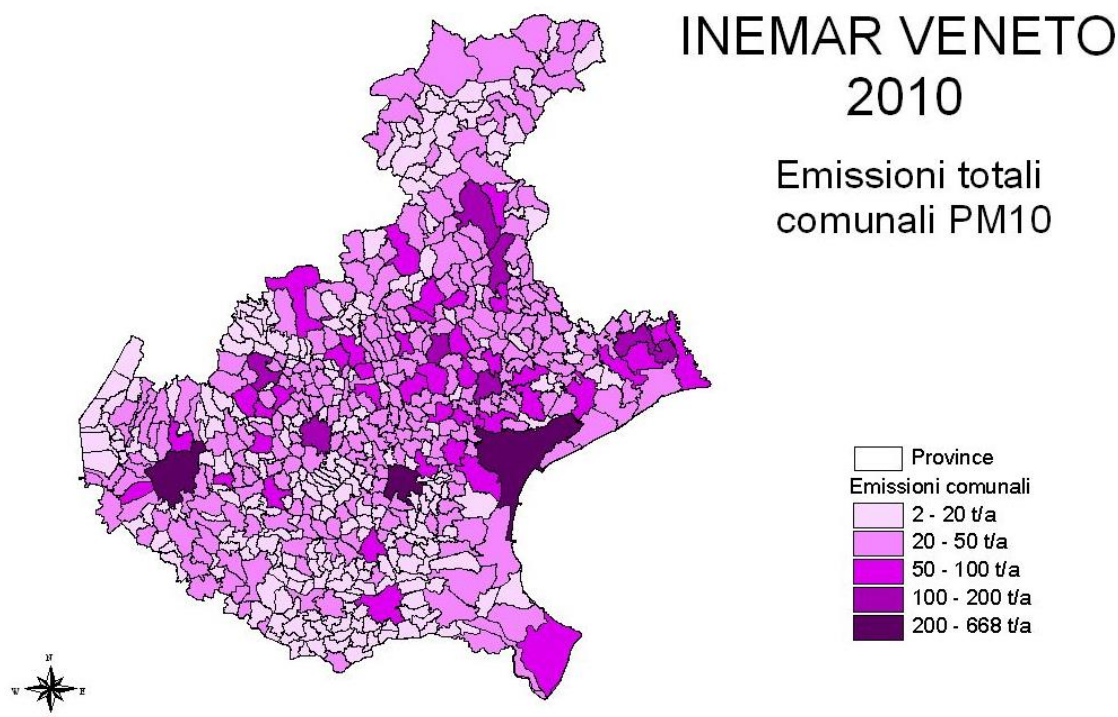 INEMAR VENETO
2010
Emissioni totali
comunali PM10
Province
Emissioni comunali
2 - 20 t/a
20 - 50 t/a
50 - 100 t/a
100 - 200 t/a
200 - 668 t/a
N
W E
S